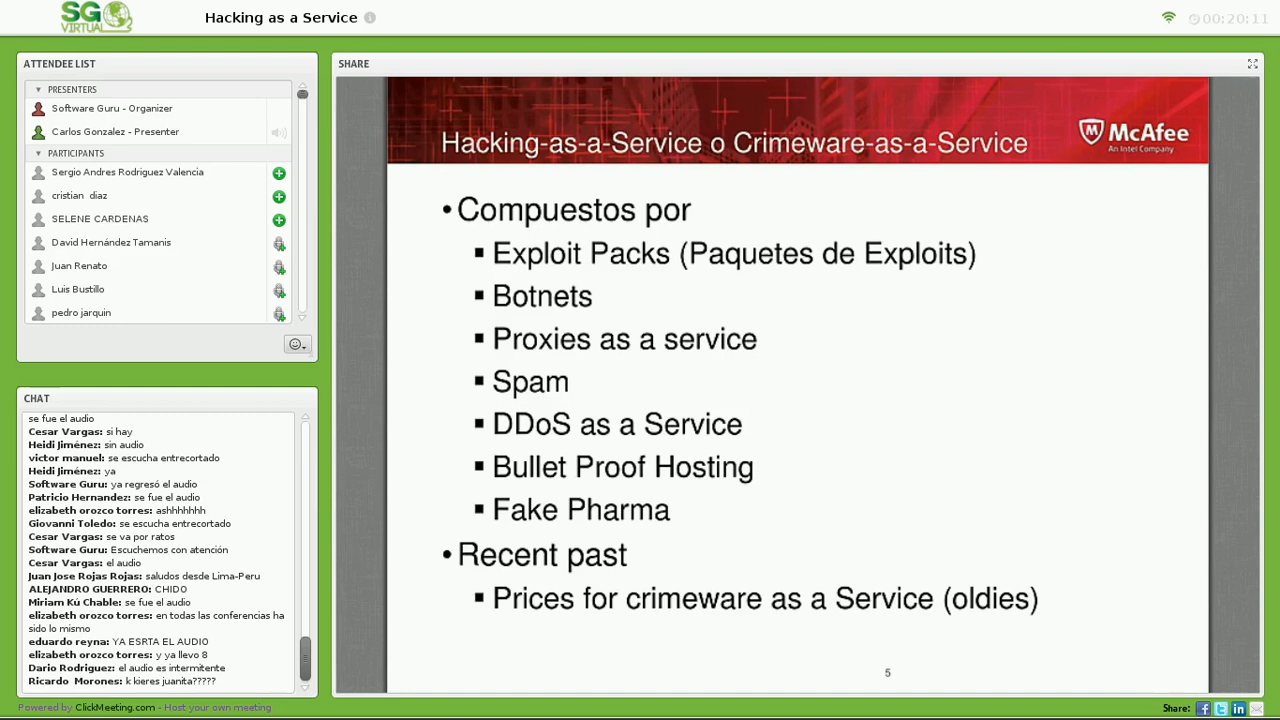 SG
VIRTUAL
Hacking as a Service
00:20:11
ATTENDEE LIST
PRESENTERS
Software Guru - Organizer
Carlos Gonzalez - Presenter
PARTICIPANTS
Sergio Andres Rodriguez Valencia
cristian diaz
SELENE CARDENAS
David Hernández Tamanis
Juan Renato
Luis Bustillo
pedro jarquin
CHAT
se fue el audio
Cesar Vargas: si hay
Heidi Jiménez: sin audio
victor manuel: se escucha entrecortado
Heidi Jiménez: ya
Software Guru: ya regresó el audio
Patricio Hernandez: se fue el audio
elizabeth orozco torres: ashhhhhhh
Giovanni Toledo: se escucha entrecortado
Cesar Vargas: se va por ratos
Software Guru: Escuchemos con atención
Cesar Vargas: el audio
Juan Jose Rojas Rojas: saludos desde Lima-Peru
ALEJANDRO GUERRERO: CHIDO
Miriam Kú Chable: se fue el audio
elizabeth orozco torres: en todas las conferencias ha
sido lo mismo
eduardo reyna: YA ESRTA EL AUDIO
elizabeth orozco torres: y ya llevo 8
Dario Rodriguez: el audio es intermitente
Ricardo Morones: k kieres juanita?????
SHARE
Hacking-as-a-Service o Crimeware-as-a-Service
McAfee
An Intel Company
• Compuestos por
▪ Exploit Packs (Paquetes de Exploits)
▪ Botnets
▪ Proxies as a service
▪ Spam
▪ DDoS as a Service
▪ Bullet Proof Hosting
▪ Fake Pharma
• Recent past
▪ Prices for crimeware as a Service (oldies)
5
Powered by ClickMeeting.com - Host your own meeting
Share: